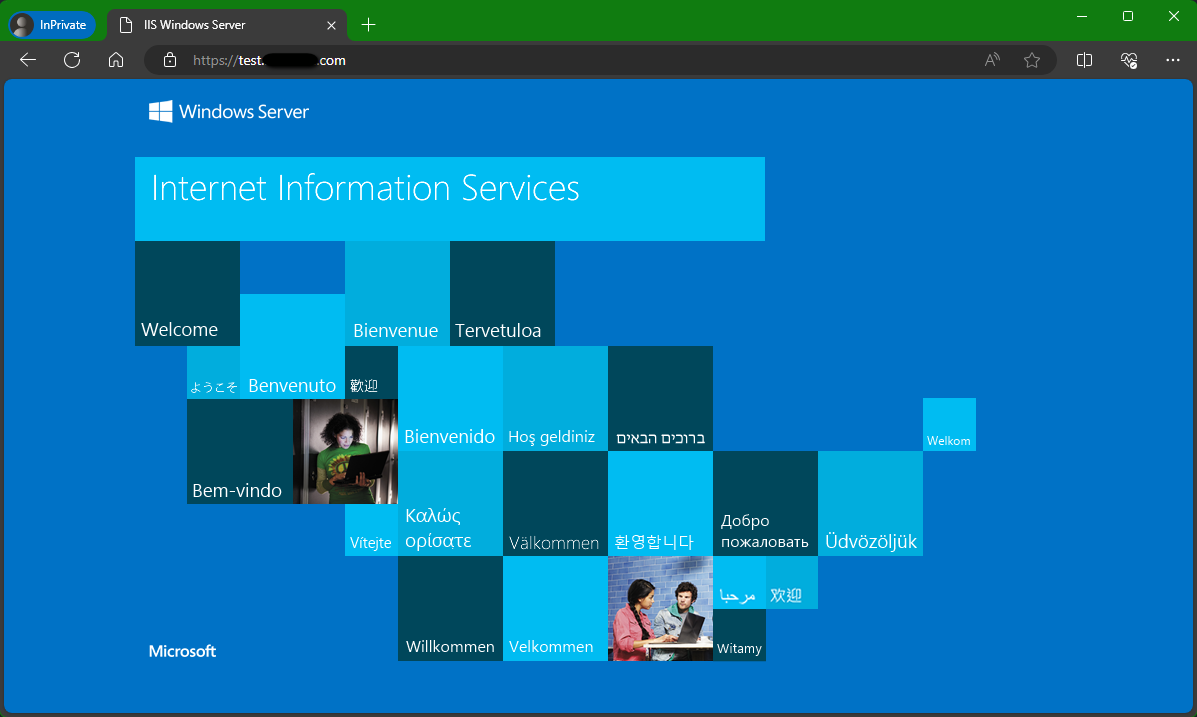 InPrivate
IIS Windows Server
https://test. .com
Windows Server
Internet Information Services
Welcome
Bienvenue
Tervetuloa
ようこそ
Benvenuto
歡迎
Bienvenido
Hoş geldiniz
ברוכים הבאים
Welkom
Bem-vindo
Vítejte
Καλώς
ορίσατε
Välkommen
환영합니다
Добро
пожаловать
Üdvözöljük
مرحبا
欢迎
Willkommen
Velkommen
Witamy
Microsoft